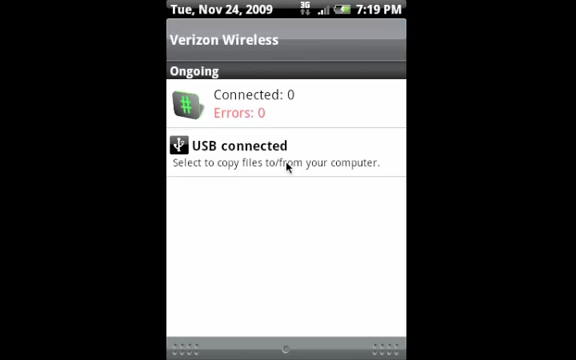 Tue, Nov 24, 2009 3G 7:19 PM
Verizon Wireless
Ongoing
# Connected: 0
Errors: 0
USB connected
Select to copy files to/from your computer.